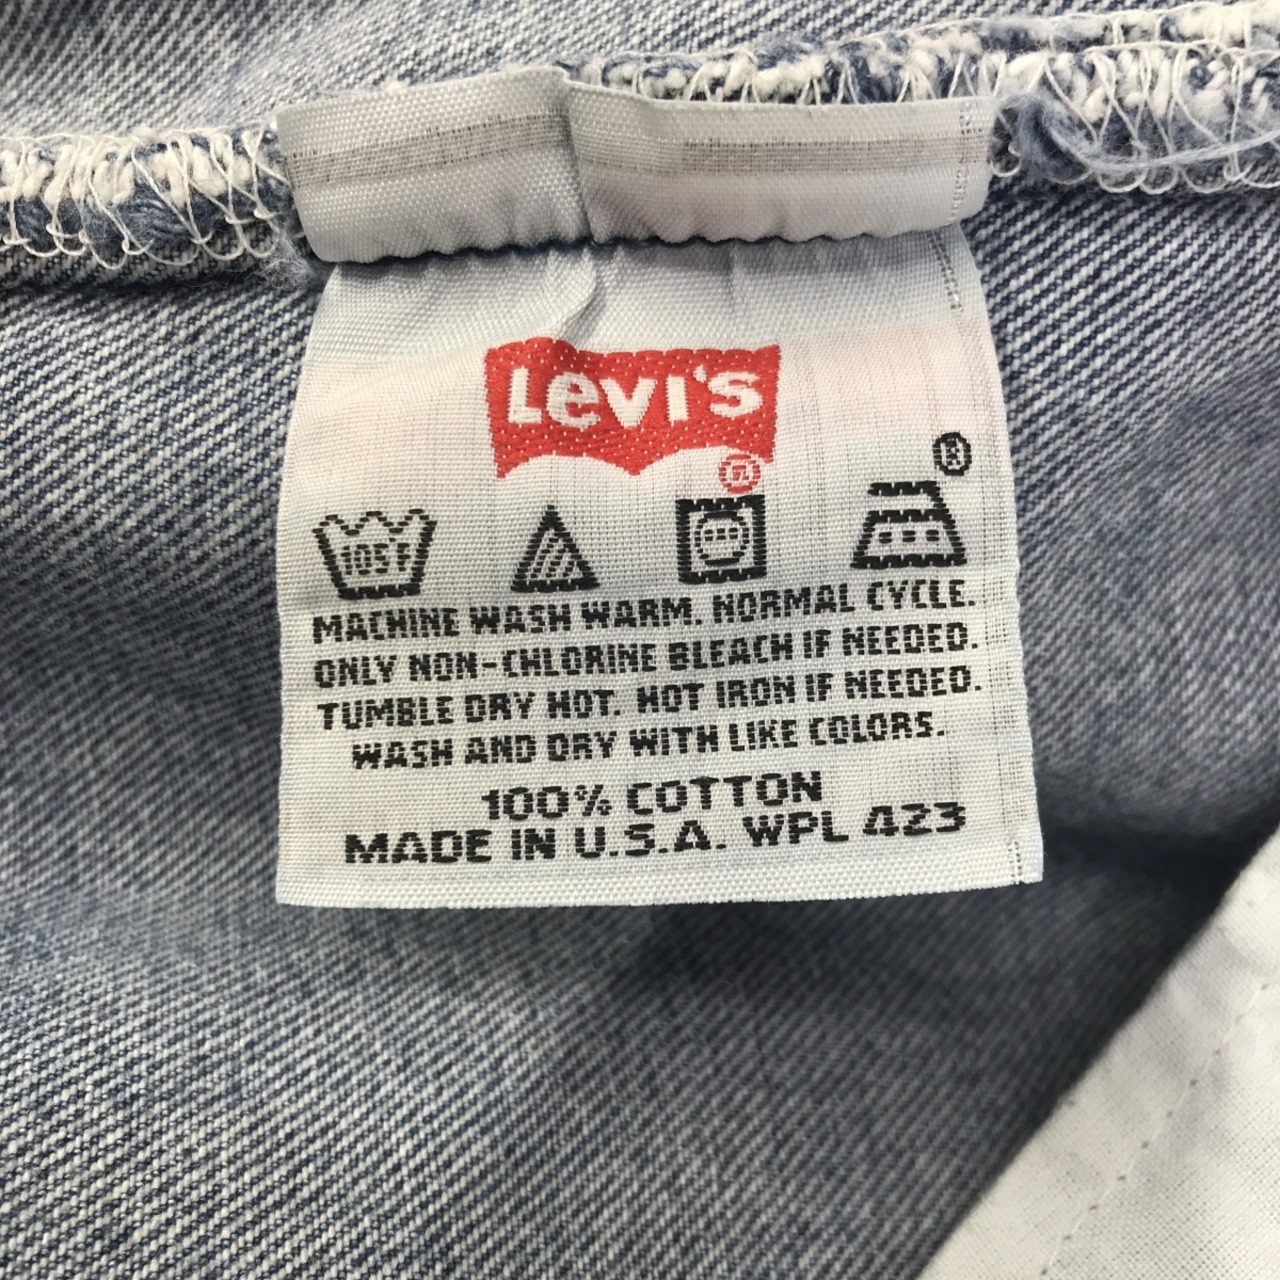 LEVI'S
®
®
105F
MACHINE WASH WARM. NORMAL CYCLE.
ONLY NON-CHLORINE BLEACH IF NEEDED.
TUMBLE DRY HOT. HOT IRON IF NEEDED.
WASH AND DRY WITH LIKE COLORS.
100% COTTON
MADE IN U.S.A. WPL 423